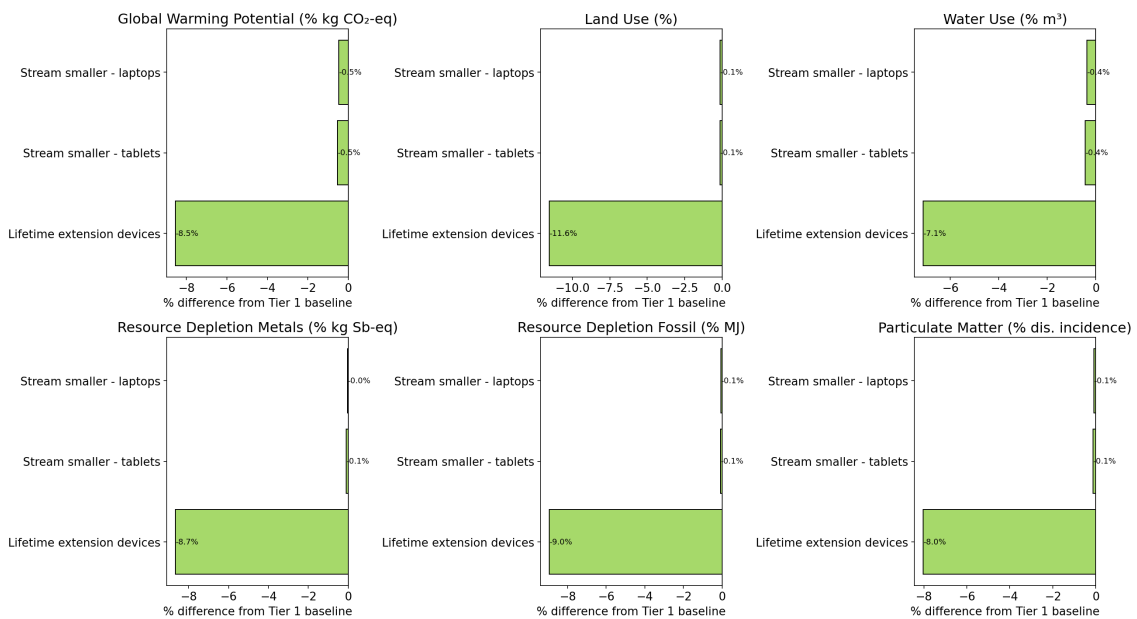 Global Warming Potential (% kg CO₂-eq)
Stream smaller - laptops
-0.5%
Stream smaller - tablets
-0.5%
Lifetime extension devices
-8.5%
−8 −6 −4 −2 0
% difference from Tier 1 baseline
Land Use (%)
Stream smaller - laptops
-0.1%
Stream smaller - tablets
-0.1%
Lifetime extension devices
-11.6%
−10.0 −7.5 −5.0 −2.5 0.0
% difference from Tier 1 baseline
Water Use (% m³)
Stream smaller - laptops
-0.4%
Stream smaller - tablets
-0.4%
Lifetime extension devices
-7.1%
−6 −4 −2 0
% difference from Tier 1 baseline
Resource Depletion Metals (% kg Sb-eq)
Stream smaller - laptops
-0.0%
Stream smaller - tablets
-0.1%
Lifetime extension devices
-8.7%
−8 −6 −4 −2 0
% difference from Tier 1 baseline
Resource Depletion Fossil (% MJ)
Stream smaller - laptops
-0.1%
Stream smaller - tablets
-0.1%
Lifetime extension devices
-9.0%
−8 −6 −4 −2 0
% difference from Tier 1 baseline
Particulate Matter (% dis. incidence)
Stream smaller - laptops
-0.1%
Stream smaller - tablets
-0.1%
Lifetime extension devices
-8.0%
−8 −6 −4 −2 0
% difference from Tier 1 baseline